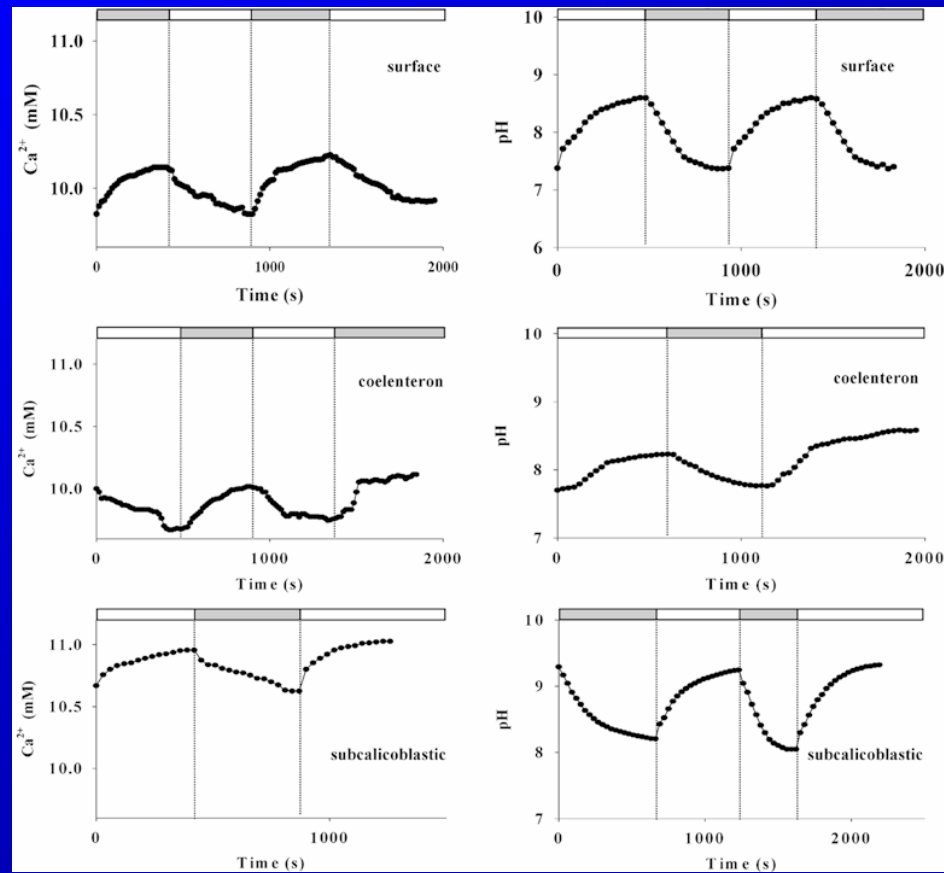 11.0
10.5
10.0
Ca²⁺ (mM)
surface
0
1000
2000
Time (s)
10
9
8
7
6
pH
surface
0
1000
2000
Time (s)
11.0
10.5
10.0
Ca²⁺ (mM)
coelenteron
0
1000
2000
Time (s)
10
9
8
7
pH
coelenteron
0
1000
2000
Time (s)
11.0
10.5
10.0
Ca²⁺ (mM)
subcalicoblastic
0
1000
Time (s)
10
9
8
7
pH
subcalicoblastic
0
1000
2000
Time (s)